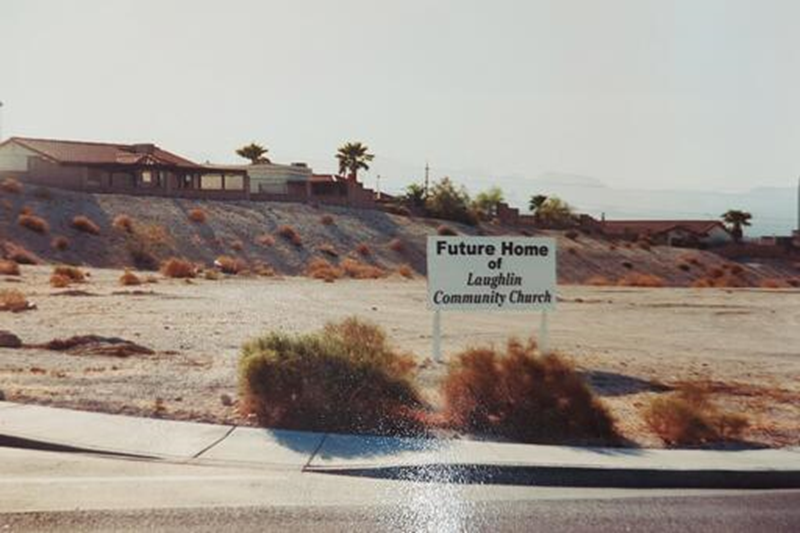 Future Home
of
Laughlin
Community Church